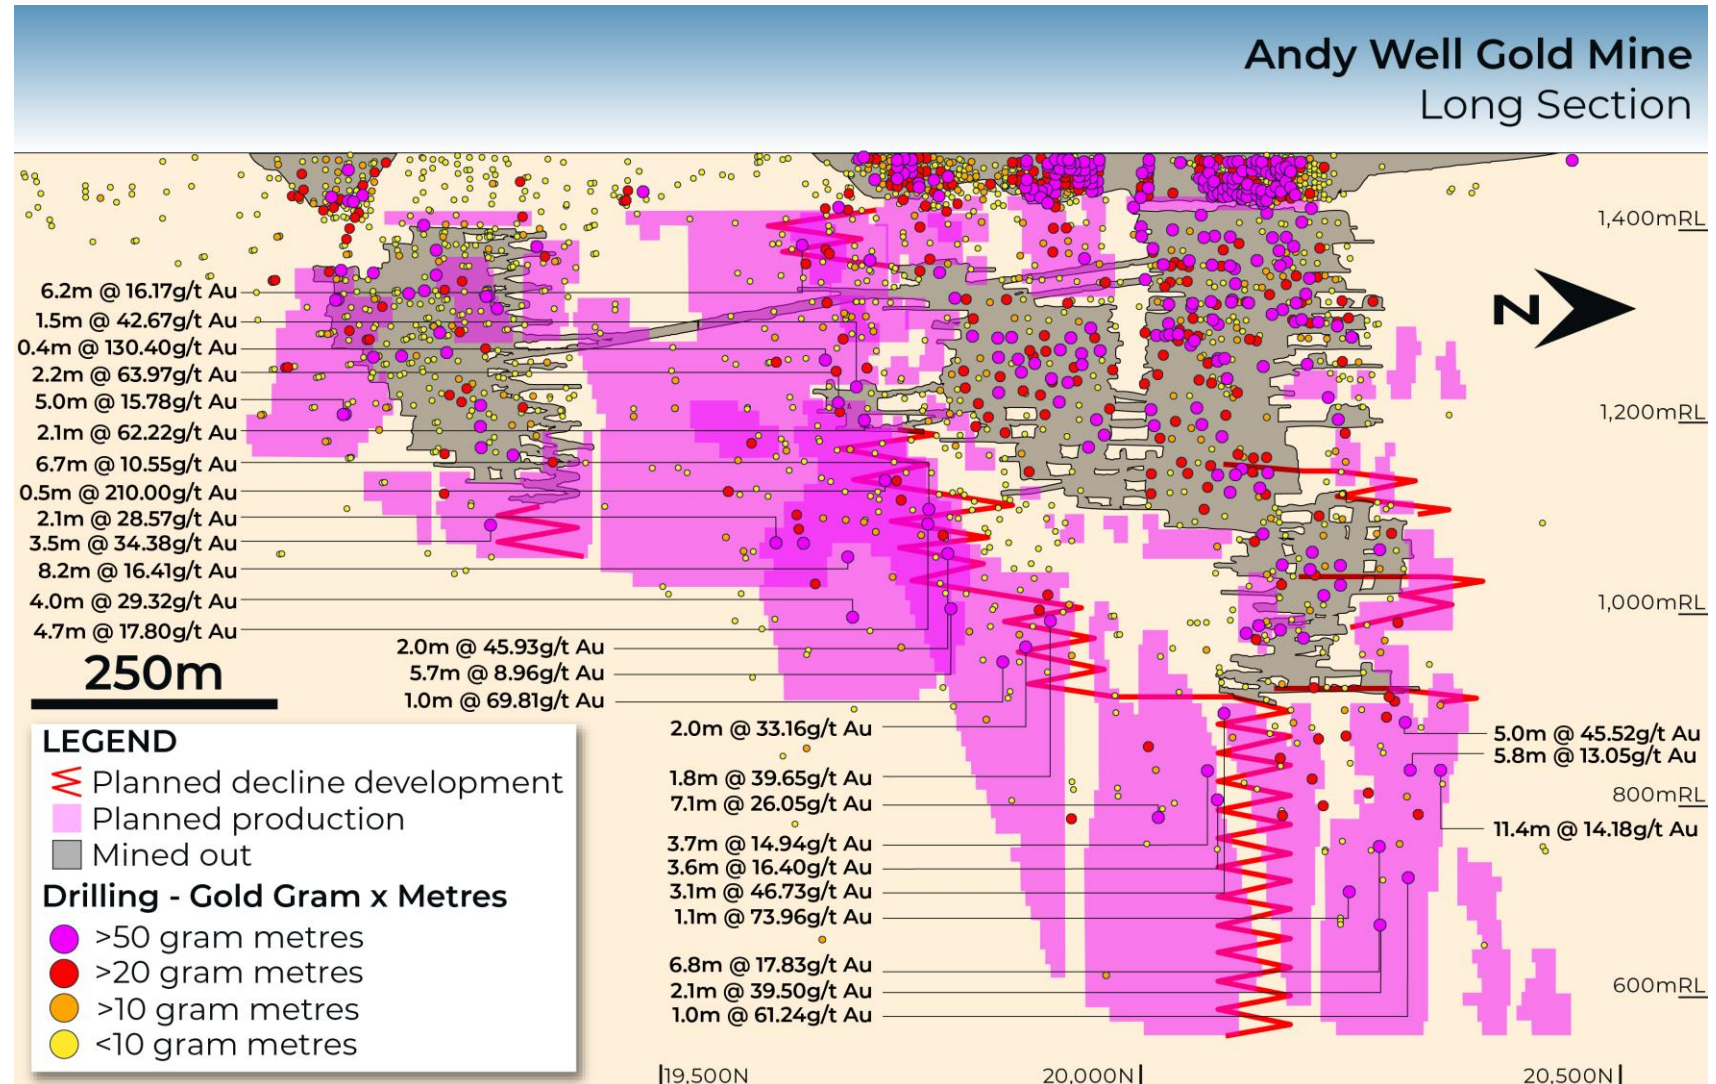 Andy Well Gold Mine
Long Section
1,400mRL
N
6.2m @ 16.17g/t Au
1.5m @ 42.67g/t Au
0.4m @ 130.40g/t Au
2.2m @ 63.97g/t Au
5.0m @ 15.78g/t Au
2.1m @ 62.22g/t Au
6.7m @ 10.55g/t Au
0.5m @ 210.00g/t Au
2.1m @ 28.57g/t Au
3.5m @ 34.38g/t Au
8.2m @ 16.41g/t Au
4.0m @ 29.32g/t Au
4.7m @ 17.80g/t Au
1,200mRL
1,000mRL
250m
2.0m @ 45.93g/t Au
5.7m @ 8.96g/t Au
1.0m @ 69.81g/t Au
2.0m @ 33.16g/t Au
1.8m @ 39.65g/t Au
7.1m @ 26.05g/t Au
3.7m @ 14.94g/t Au
3.6m @ 16.40g/t Au
3.1m @ 46.73g/t Au
1.1m @ 73.96g/t Au
6.8m @ 17.83g/t Au
2.1m @ 39.50g/t Au
1.0m @ 61.24g/t Au
5.0m @ 45.52g/t Au
5.8m @ 13.05g/t Au
800mRL
11.4m @ 14.18g/t Au
600mRL
LEGEND
Planned decline development
Planned production
Mined out
Drilling - Gold Gram x Metres
>50 gram metres
>20 gram metres
>10 gram metres
<10 gram metres
19,500N
20,000N
20,500N